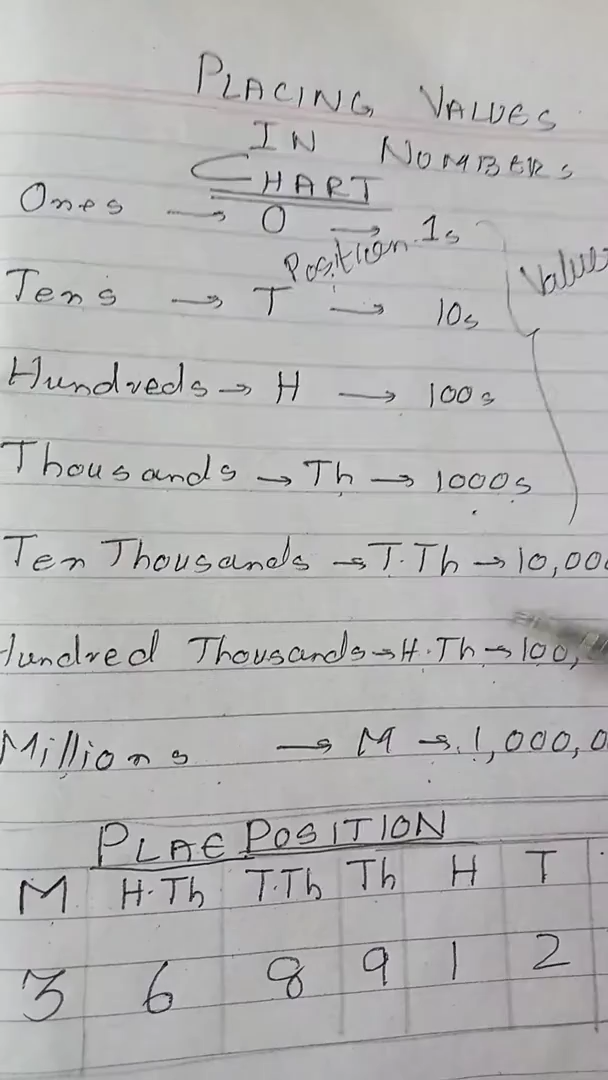 PLACING VALUES
IN NUMBERS
CHART
Ones → O → 1s
Position
Values
Tens → T → 10s
Hundreds → H → 100s
Thousands → Th → 1000s
Ten Thousands → T.Th → 10,00
Hundred Thousands → H.Th → 100,
Millions → M → 1,000,0
PLAE POSITION
M H.Th T.Th Th H T
3 6 8 9 1 2